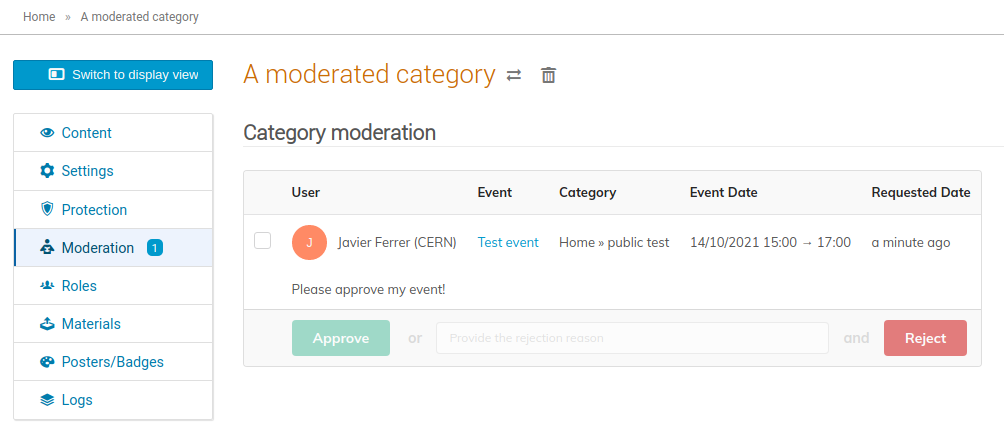 Home » A moderated category
Switch to display view
A moderated category
Content
Settings
Protection
Moderation 1
Roles
Materials
Posters/Badges
Logs
Category moderation
User Event Category Event Date Requested Date
J Javier Ferrer (CERN) Test event Home » public test 14/10/2021 15:00 → 17:00 a minute ago
Please approve my event!
Approve or Provide the rejection reason and Reject